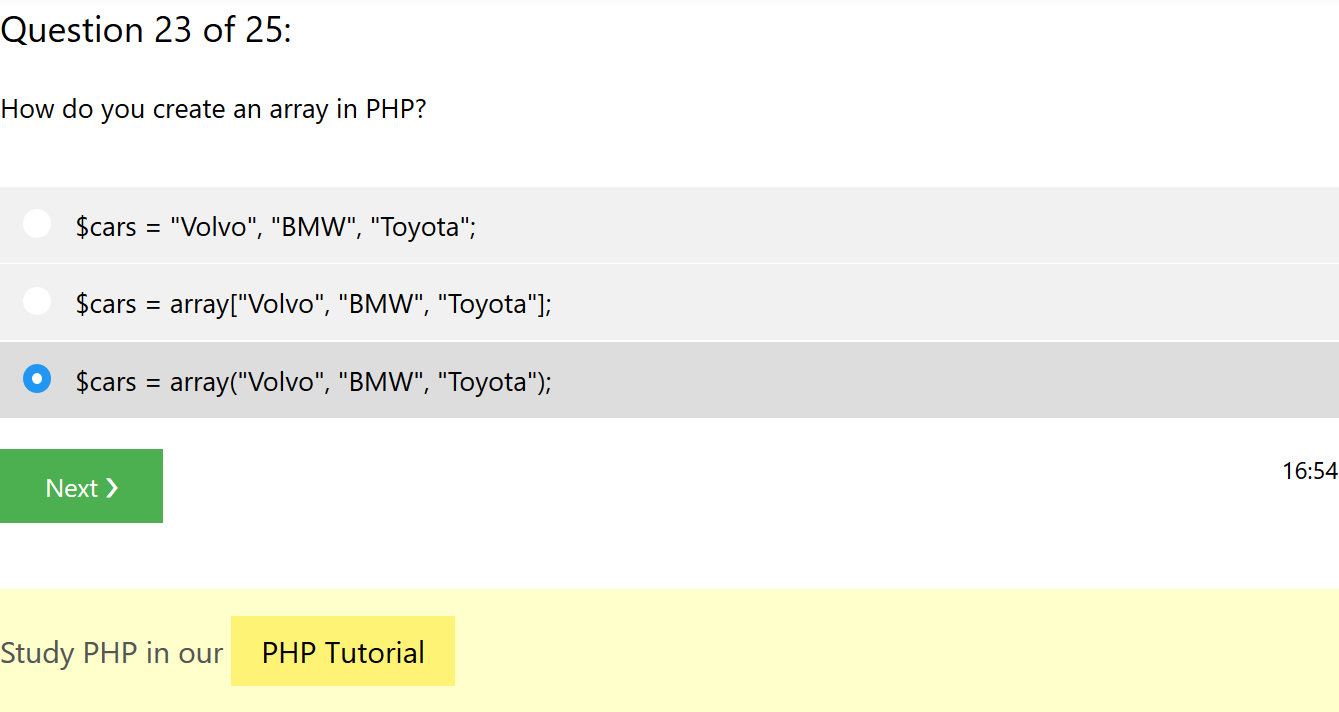 Question 23 of 25:
How do you create an array in PHP?
$cars = "Volvo", "BMW", "Toyota";
$cars = array["Volvo", "BMW", "Toyota"];
$cars = array("Volvo", "BMW", "Toyota");
Next ❯
16:54
Study PHP in our PHP Tutorial